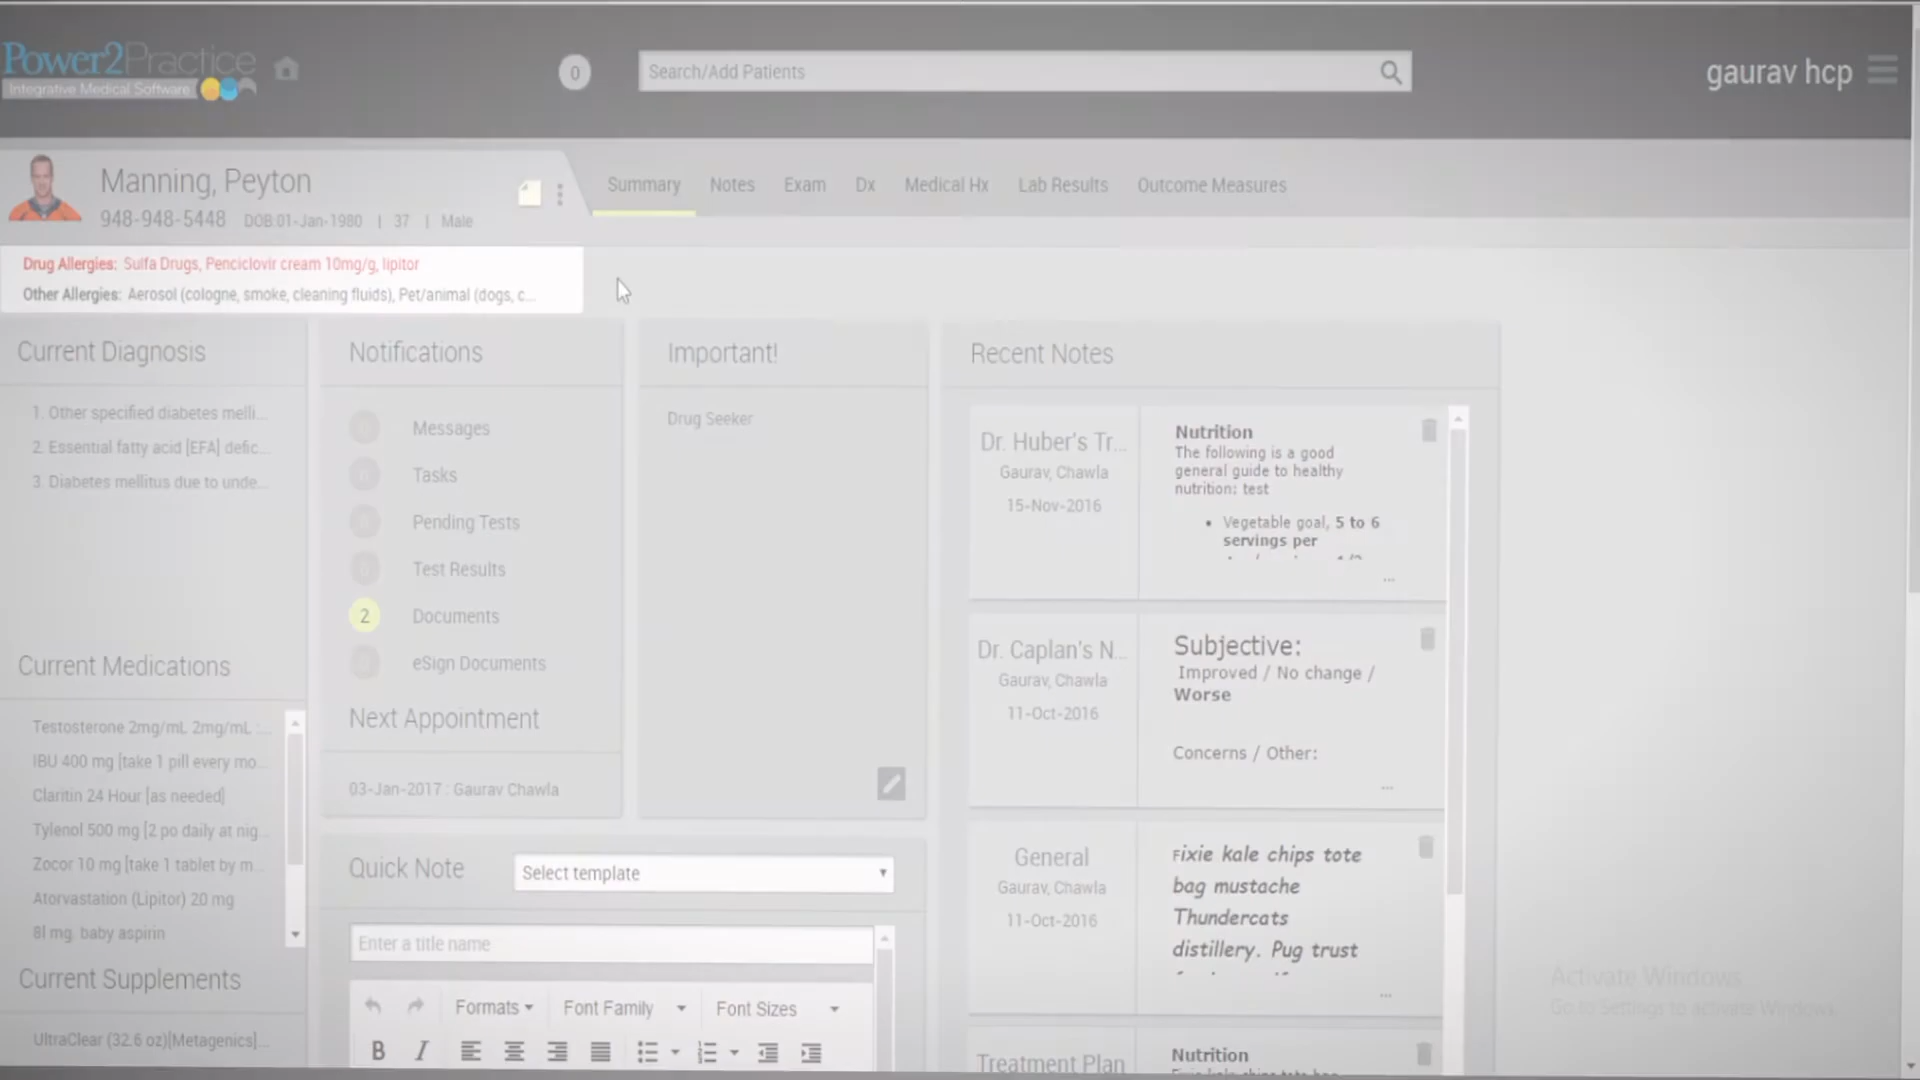 Power2Practice
Integrative Medical Software
0
Search/Add Patients
gaurav hcp
Manning, Peyton
948-948-5448 DOB:01-Jan-1980 | 37 | Male
Summary Notes Exam Dx Medical Hx Lab Results Outcome Measures
Drug Allergies: Sulfa Drugs, Penciclovir cream 10mg/g, lipitor
Other Allergies: Aerosol (cologne, smoke, cleaning fluids), Pet/animal (dogs, c...
Current Diagnosis
1. Other specified diabetes melli...
2. Essential fatty acid [EFA] defic...
3. Diabetes mellitus due to unde...
Current Medications
Testosterone 2mg/mL 2mg/mL :...
IBU 400 mg [take 1 pill every mo...
Claritin 24 Hour [as needed]
Tylenol 500 mg [2 po daily at nig...
Zocor 10 mg [take 1 tablet by m...
Atorvastation (Lipitor) 20 mg
8l mg. baby aspirin
Current Supplements
UltraClear (32.6 oz)[Metagenics]...
Notifications
Messages
Tasks
Pending Tests
Test Results
2 Documents
eSign Documents
Next Appointment
03-Jan-2017 : Gaurav Chawla
Important!
Drug Seeker
Quick Note
Select template
Enter a title name
Formats
Font Family
Font Sizes
B I
Recent Notes
Dr. Huber's Tr...
Gaurav, Chawla
15-Nov-2016
Nutrition
The following is a good
general guide to healthy
nutrition: test
• Vegetable goal, 5 to 6
servings per
...
Dr. Caplan's N...
Gaurav, Chawla
11-Oct-2016
Subjective:
Improved / No change /
Worse
Concerns / Other:
...
General
Gaurav, Chawla
11-Oct-2016
Fixie kale chips tote
bag mustache
Thundercats
distillery. Pug trust
...
Treatment Plan
Nutrition
Activate Windows
Go to Settings to activate Windows.